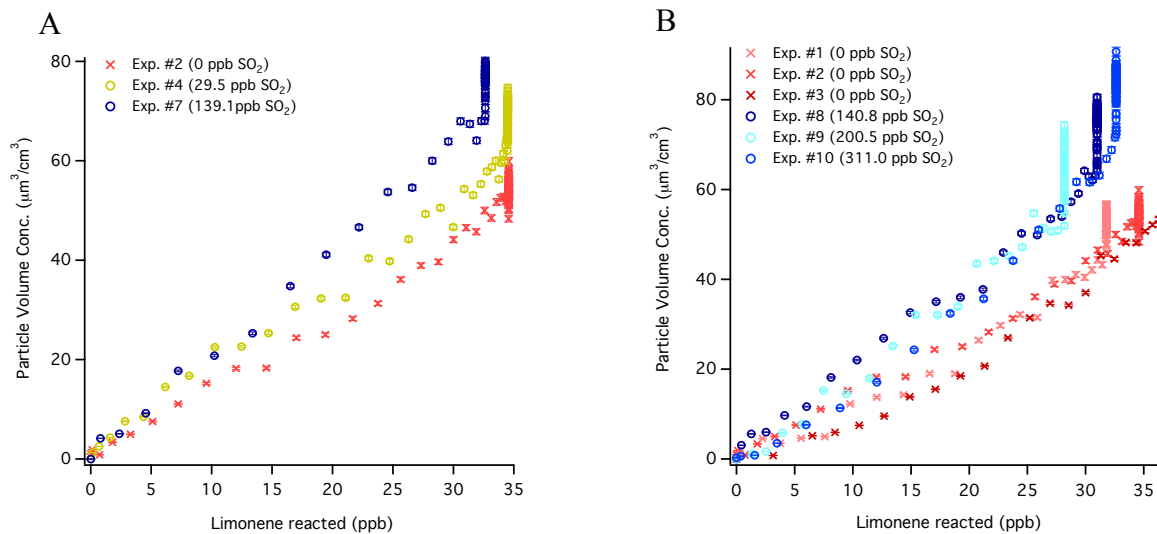 A
80
60
40
20
0
Particle Volume Conc. (μm³/cm³)
Exp. #2 (0 ppb SO₂)
Exp. #4 (29.5 ppb SO₂)
Exp. #7 (139.1ppb SO₂)
0 5 10 15 20 25 30 35
Limonene reacted (ppb)
B
80
60
40
20
0
Particle Volume Conc. (μm³/cm³)
Exp. #1 (0 ppb SO₂)
Exp. #2 (0 ppb SO₂)
Exp. #3 (0 ppb SO₂)
Exp. #8 (140.8 ppb SO₂)
Exp. #9 (200.5 ppb SO₂)
Exp. #10 (311.0 ppb SO₂)
0 5 10 15 20 25 30 35
Limonene reacted (ppb)